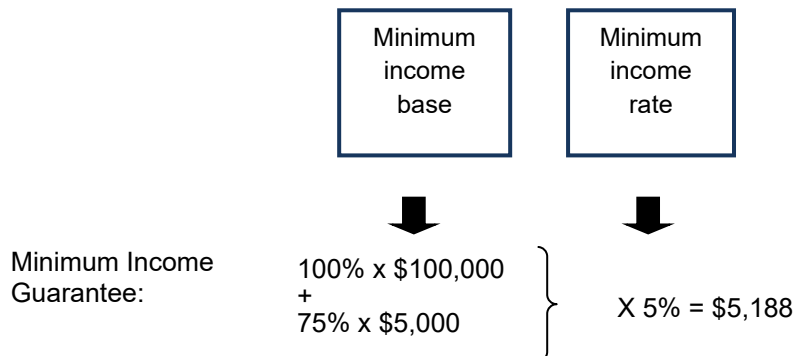 Minimum
income
base
Minimum
income
rate
Minimum Income
Guarantee:
100% x $100,000
+
75% x $5,000
X 5% = $5,188